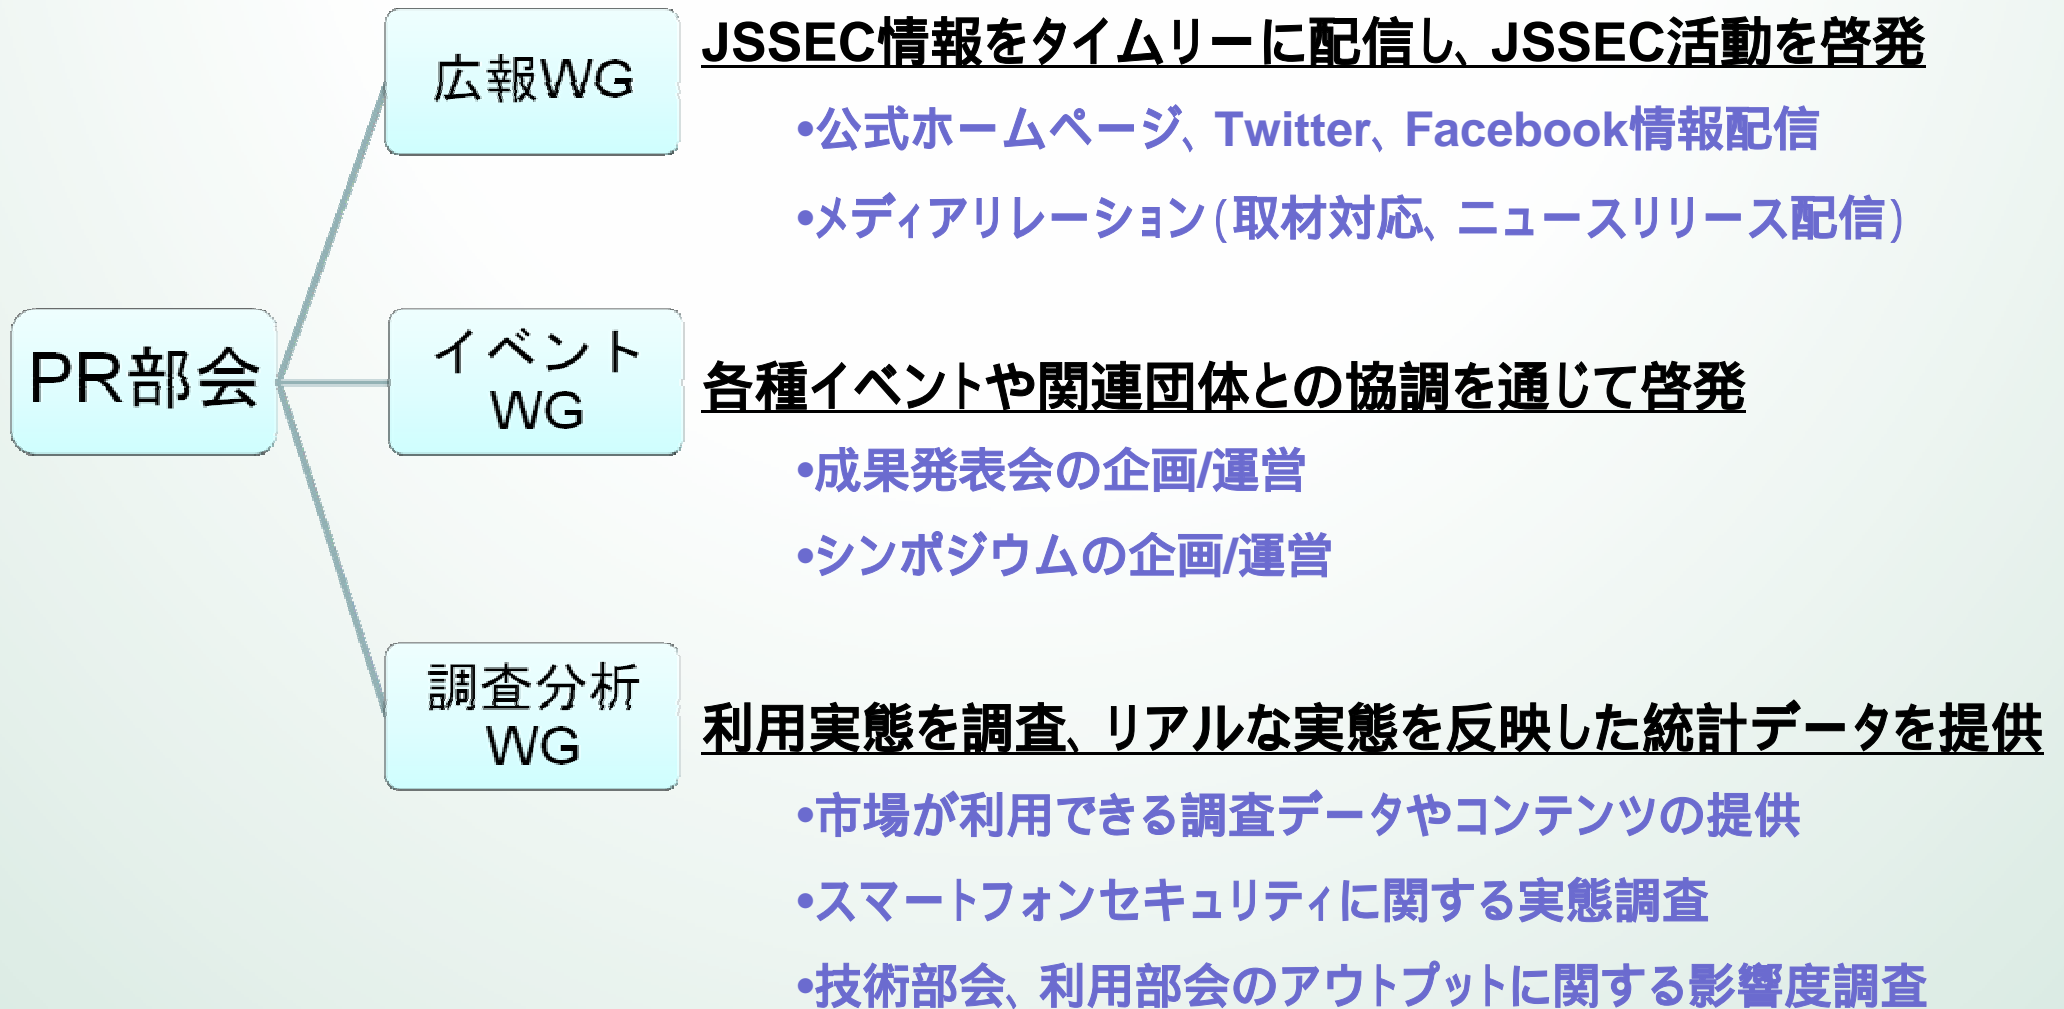 広報WG
JSSEC情報をタイムリーに配信し、JSSEC活動を啓発
•公式ホームページ、Twitter、Facebook情報配信
•メディアリレーション(取材対応、ニュースリリース配信)
PR部会
イベント
WG
各種イベントや関連団体との協調を通じて啓発
•成果発表会の企画/運営
•シンポジウムの企画/運営
調査分析
WG
利用実態を調査、リアルな実態を反映した統計データを提供
•市場が利用できる調査データやコンテンツの提供
•スマートフォンセキュリティに関する実態調査
•技術部会、利用部会のアウトプットに関する影響度調査